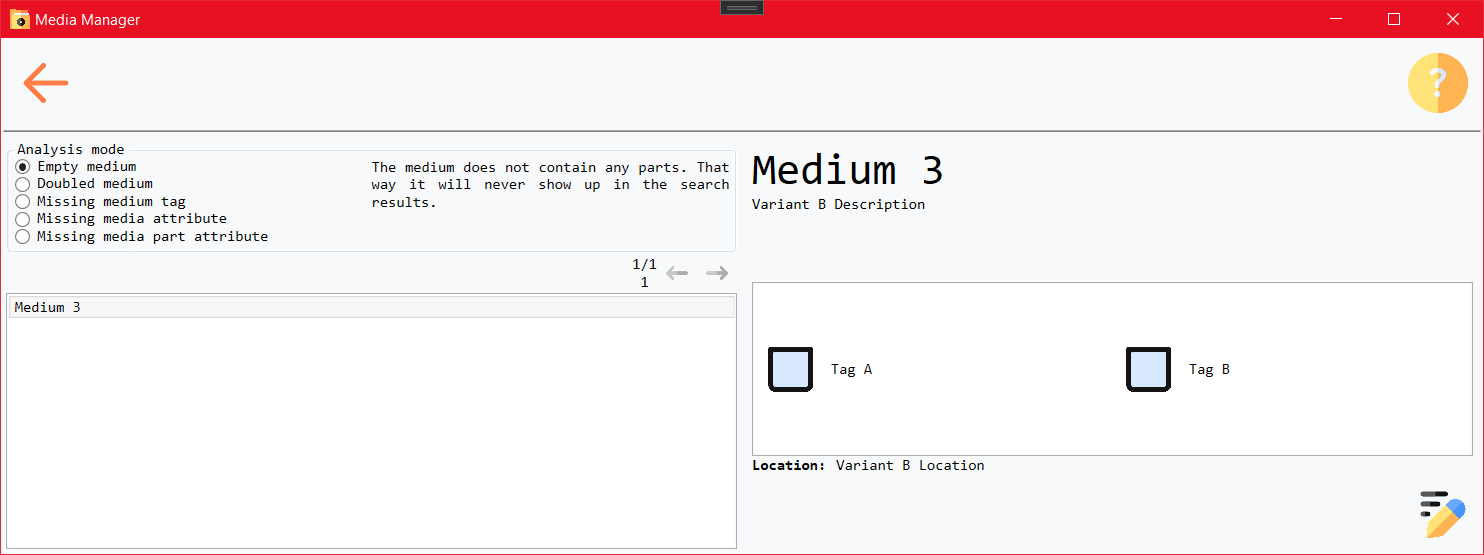 Media Manager
?
Analysis mode
Empty medium
Doubled medium
Missing medium tag
Missing media attribute
Missing media part attribute
The medium does not contain any parts. That
way it will never show up in the search
results.
1/1
1
Medium 3
Medium 3
Variant B Description
Tag A
Tag B
Location: Variant B Location